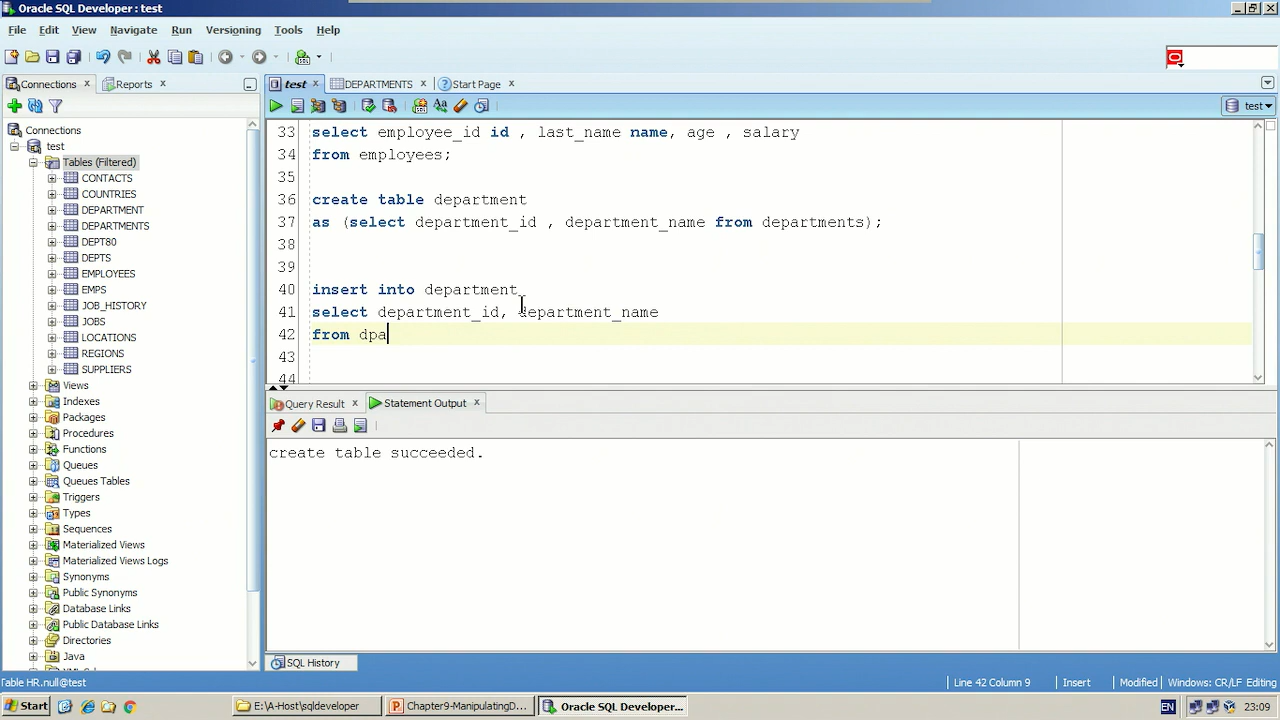 Oracle SQL Developer : test
File Edit View Navigate Run Versioning Tools Help
Connections Reports
test DEPARTMENTS Start Page
test
Connections
test
Tables (Filtered)
CONTACTS
COUNTRIES
DEPARTMENT
DEPARTMENTS
DEPT80
DEPTS
EMPLOYEES
EMPS
JOB_HISTORY
JOBS
LOCATIONS
REGIONS
SUPPLIERS
Views
Indexes
Packages
Procedures
Functions
Queues
Queues Tables
Triggers
Types
Sequences
Materialized Views
Materialized Views Logs
Synonyms
Public Synonyms
Database Links
Public Database Links
Directories
Java
33 select employee_id id , last_name name, age , salary
34 from employees;
35
36 create table department
37 as (select department_id , department_name from departments);
38
39
40 insert into department
41 select department_id, department_name
42 from dpa
43
44
Query Result Statement Output
create table succeeded.
SQL History
Table HR.null@test
Line 42 Column 9 Insert Modified Windows: CR/LF Editing
Start E:\A-Host\sqldeveloper Chapter9-ManipulatingD... Oracle SQL Developer... EN 23:09